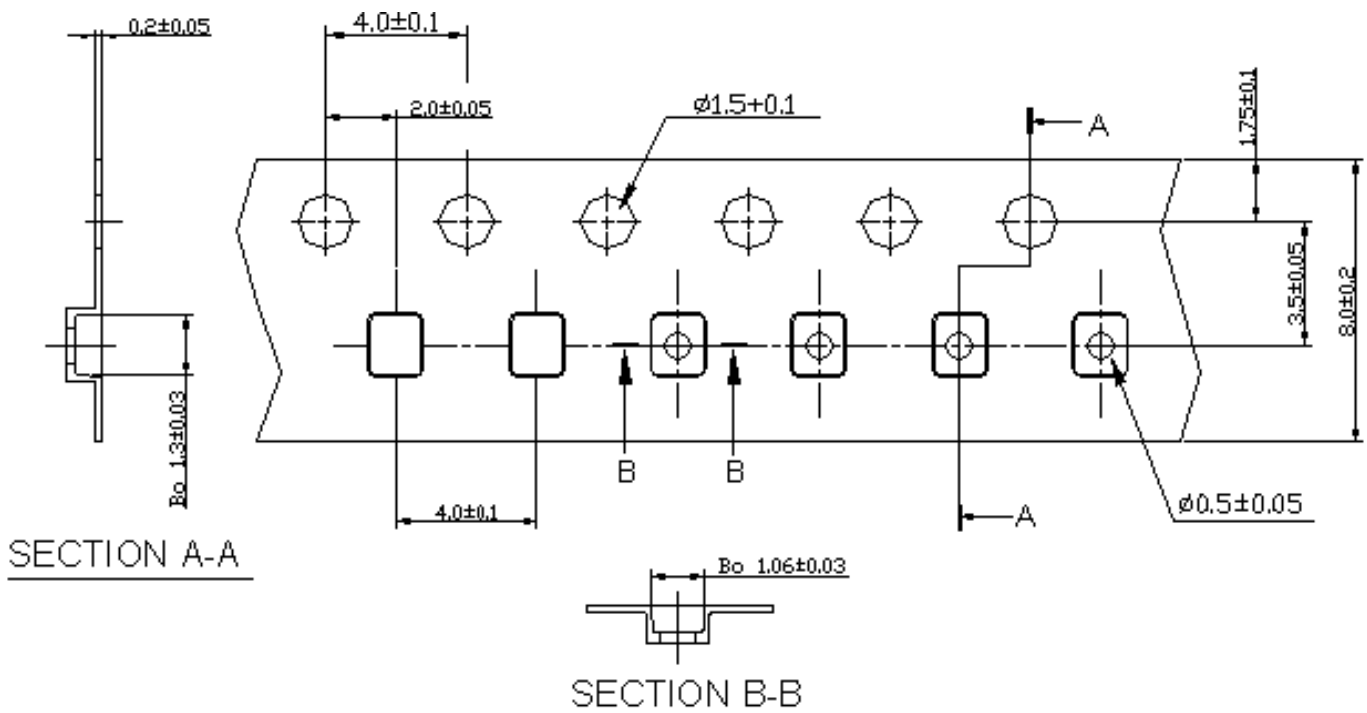 0.2±0.05
4.0±0.1
2.0±0.05
ø1.5+0.1
A
1.75±0.1
3.5±0.05
8.0±0.2
Bo 1.3±0.03
B
B
4.0±0.1
A
ø0.5±0.05
SECTION A-A
Bo 1.06±0.03
SECTION B-B